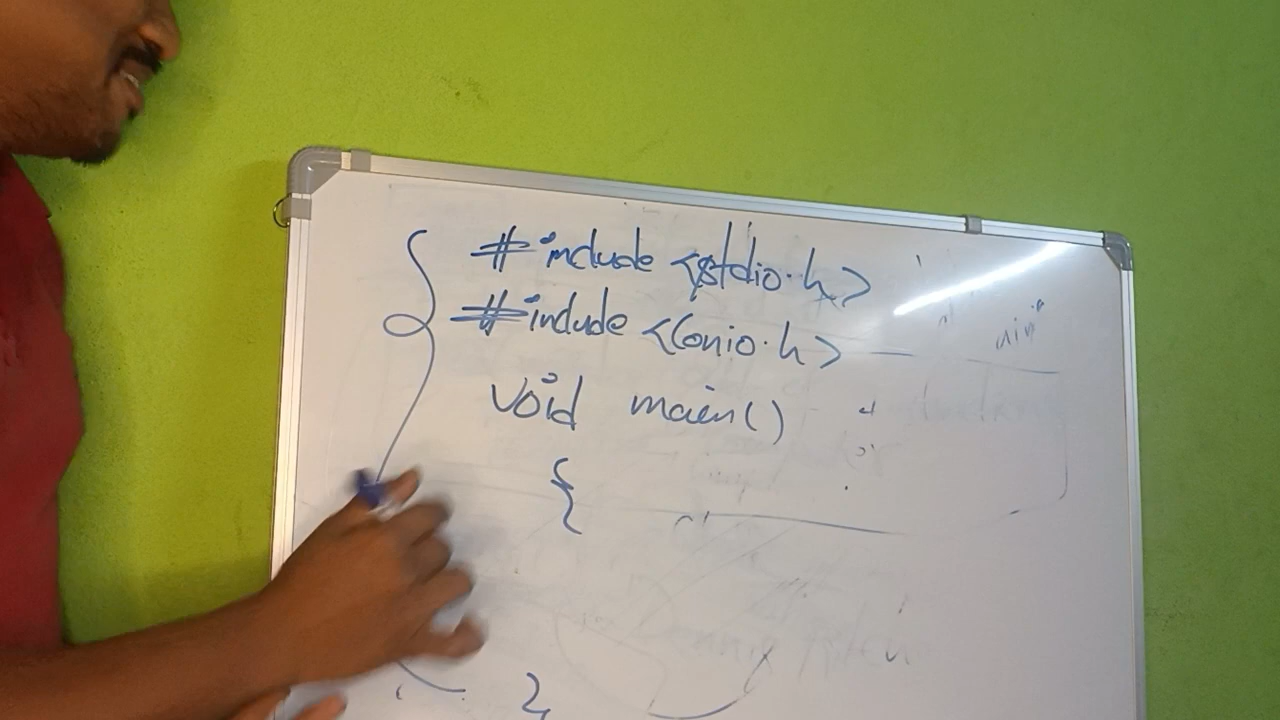 #include <stdio.h>
#include <conio.h>
void main()
{
}